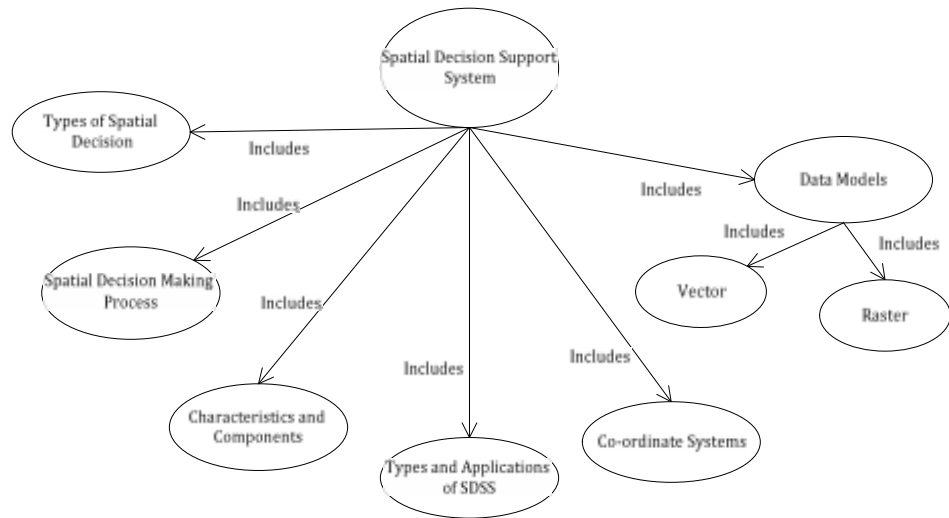 Spatial Decision Support
System
Types of Spatial
Decision
Includes
Includes
Data Models
Includes
Includes
Includes
Spatial Decision Making
Process
Vector
Raster
Includes
Includes
Includes
Characteristics and
Components
Types and Applications
of SDSS
Co-ordinate Systems